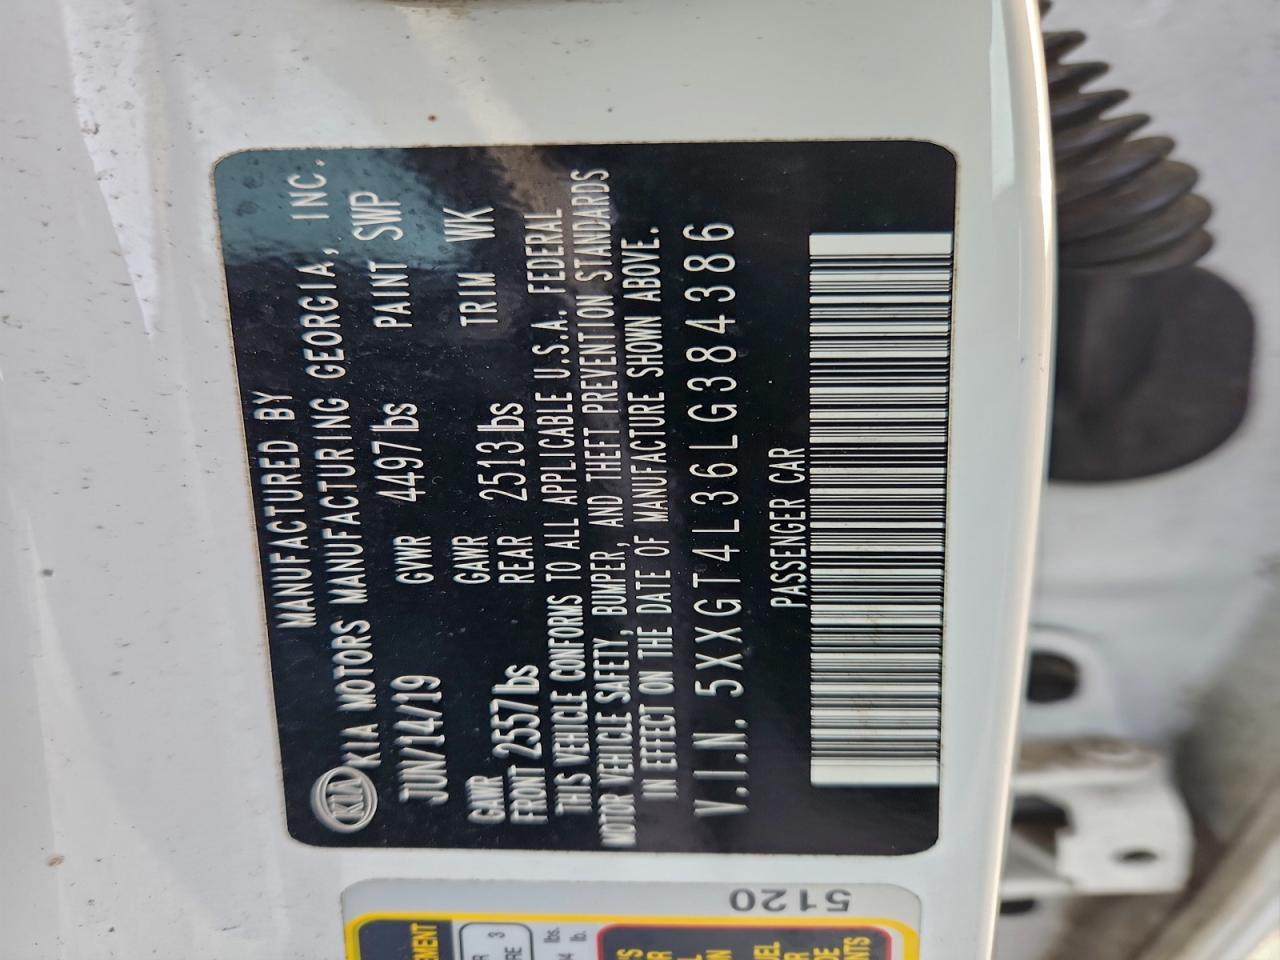 MANUFACTURED BY
KIA KIA MOTORS MANUFACTURING GEORGIA, INC.
JUN/14/19 GVWR 4497lbs PAINT SWP
GAWR FRONT 2557lbs GAWR REAR 2513lbs TRIM WK
THIS VEHICLE CONFORMS TO ALL APPLICABLE U.S.A. FEDERAL
MOTOR VEHICLE SAFETY, BUMPER, AND THEFT PREVENTION STANDARDS
IN EFFECT ON THE DATE OF MANUFACTURE SHOWN ABOVE.
V.I.N. 5XXGT4L36LG384386
PASSENGER CAR
5120